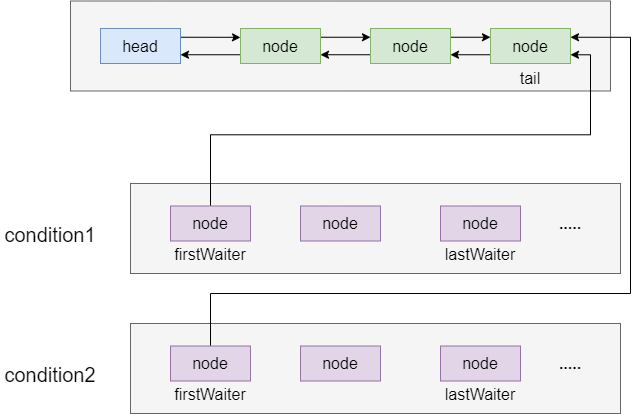 head node node node
tail
condition1
node node node .....
firstWaiter lastWaiter
condition2
node node node .....
firstWaiter lastWaiter